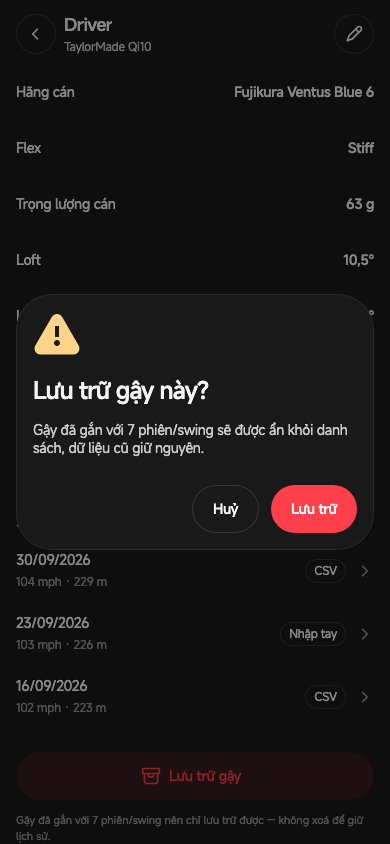 Driver
TaylorMade Qi10
Hãng cán
Fujikura Ventus Blue 6
Flex
Stiff
Trọng lượng cán
63 g
Loft
10,5°
Lưu trữ gậy này?
Gậy đã gắn với 7 phiên/swing sẽ được ẩn khỏi danh
sách, dữ liệu cũ giữ nguyên.
Huỷ
Lưu trữ
30/09/2026
104 mph · 229 m
CSV
23/09/2026
103 mph · 226 m
Nhập tay
16/09/2026
102 mph · 223 m
CSV
Lưu trữ gậy
Gậy đã gắn với 7 phiên/swing nên chỉ lưu trữ được — không xoá để giữ
lịch sử.